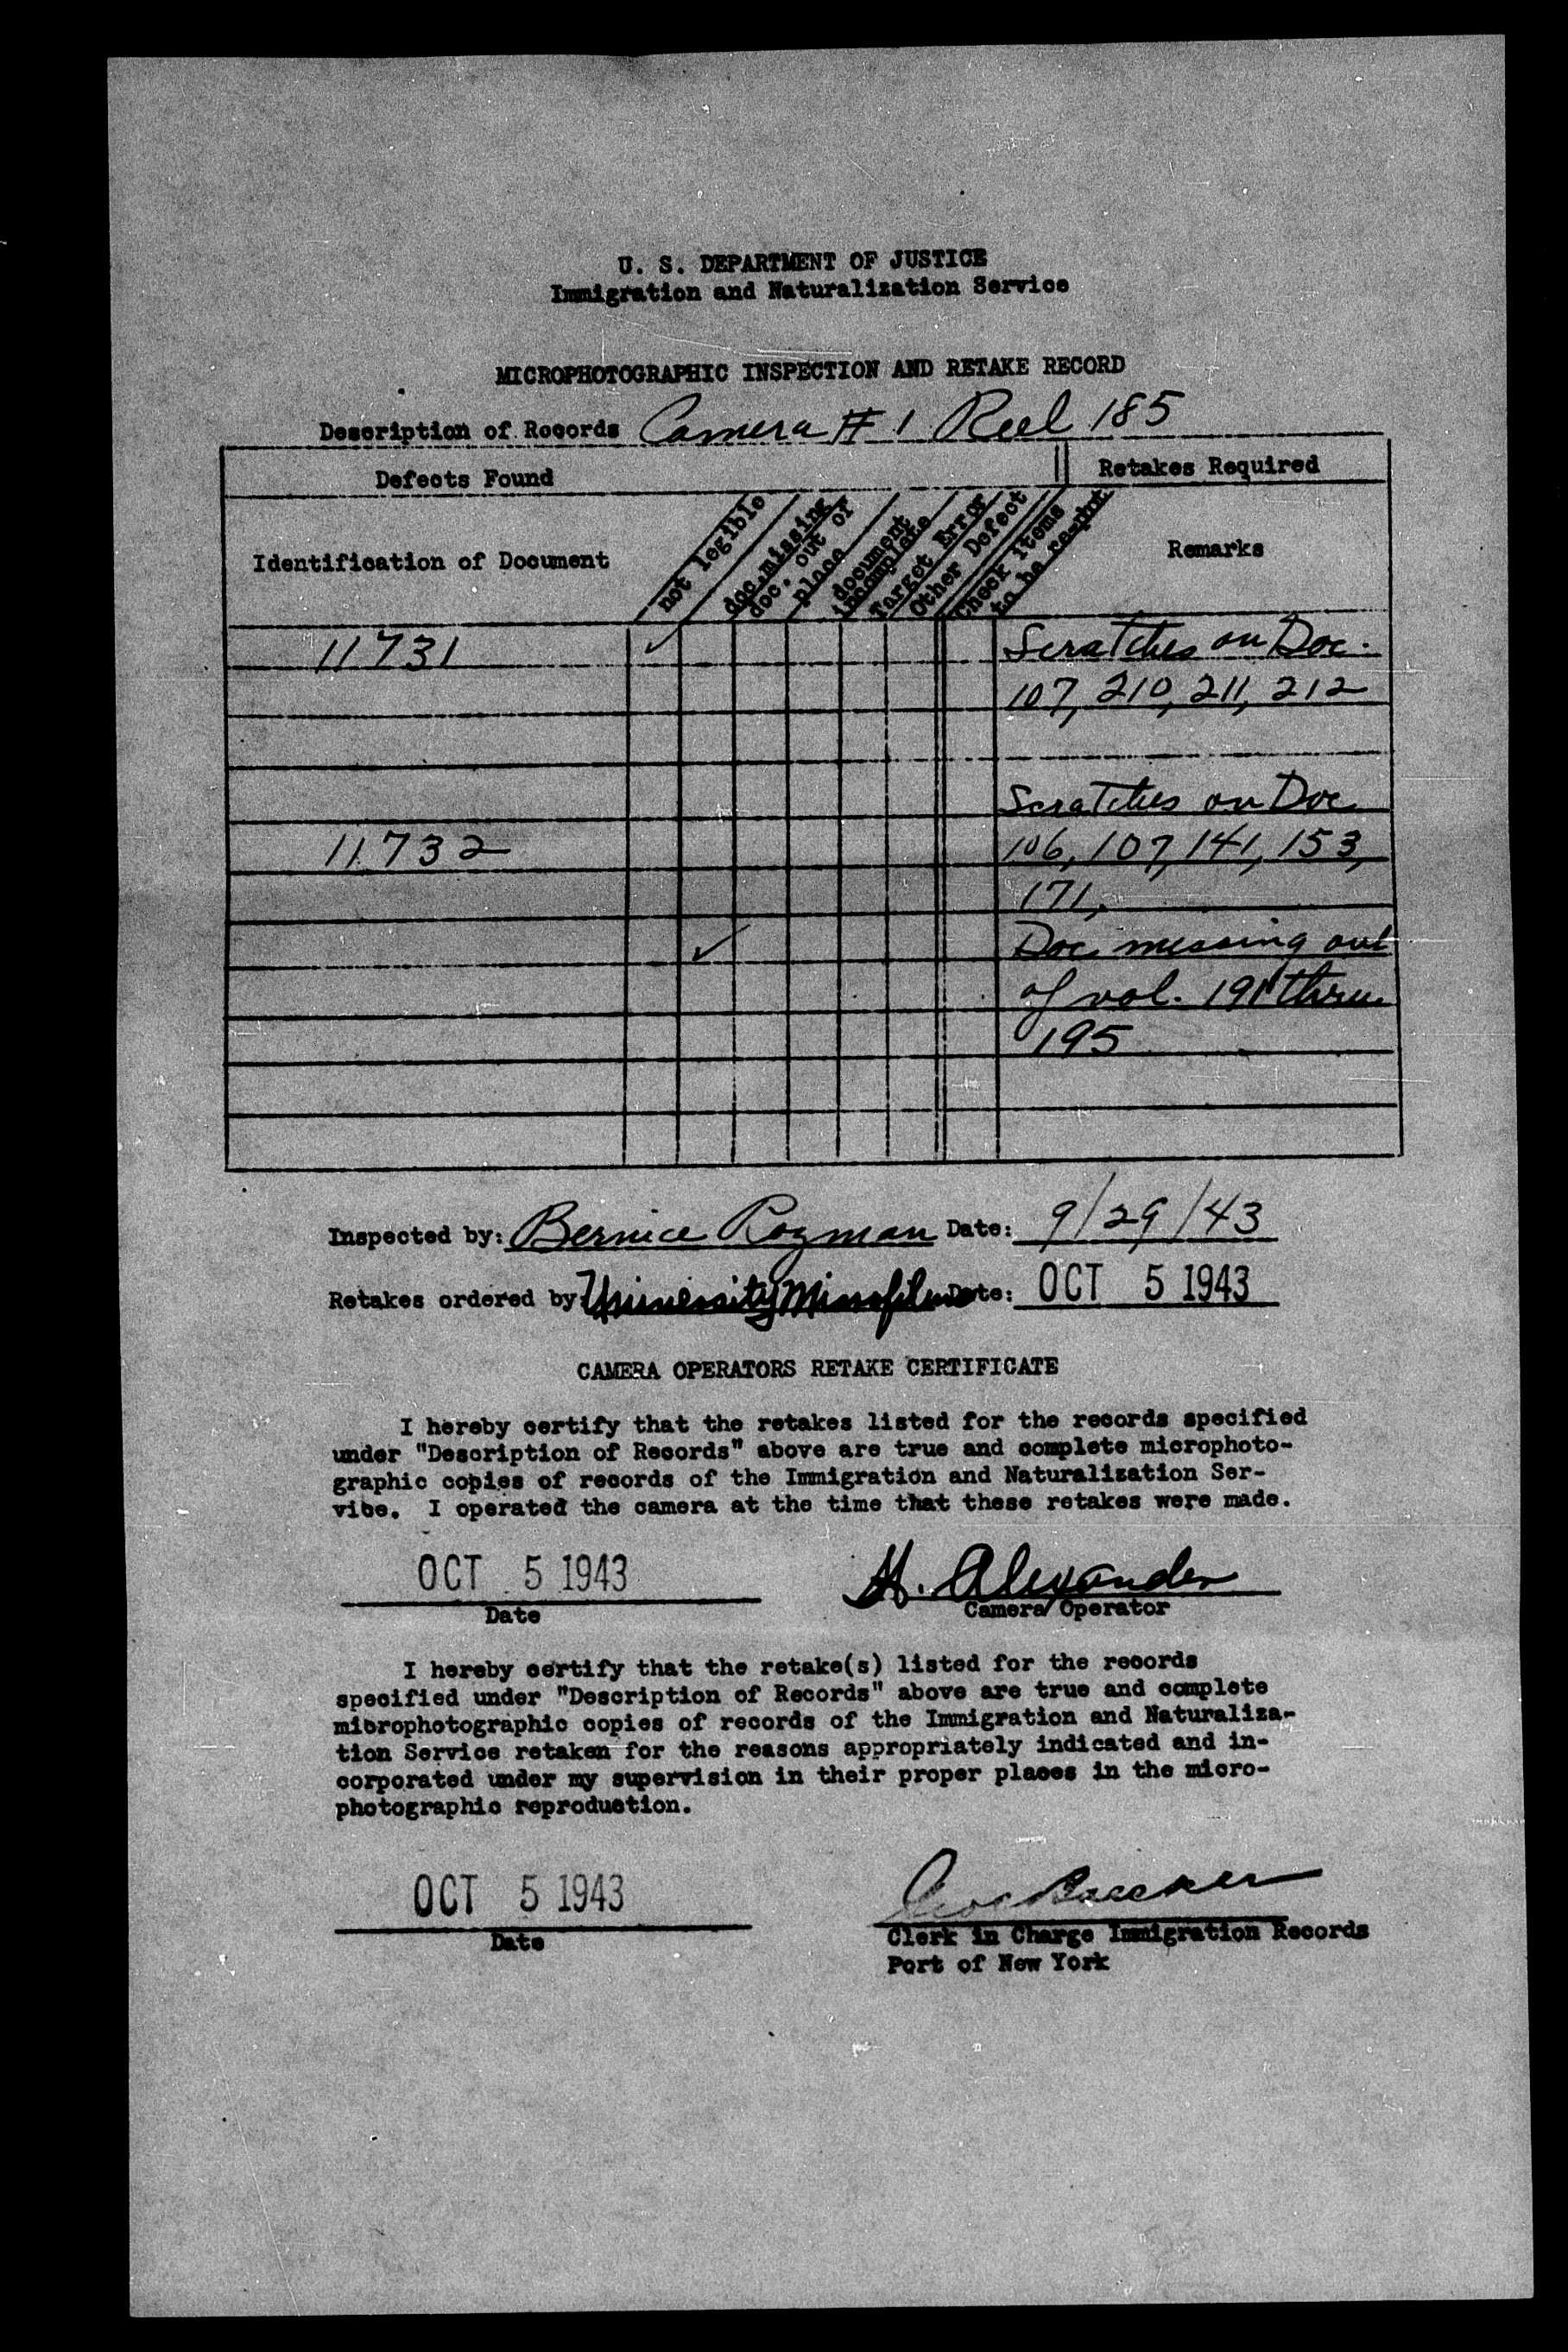 U. S. DEPARTMENT OF JUSTICE
Immigration and Naturalization Service
MICROPHOTOGRAPHIC INSPECTION AND RETAKE RECORD
Description of Records Camera # 1 Reel 185
Defects Found
Retakes Required
Identification of Document
not legible
doc. missing
doc. out of
place
document
incomplete
Target Error
Other Defect
Check items
to be re-shot
Remarks
11731 ✓ Scratches on Doc.
107, 210, 211, 212
Scratches on Doc
11732 106, 107, 141, 153,
171,
✓ Doc. missing out
of vol. 191 thru
195
Inspected by: Bernice Rozman Date: 9/29/43
Retakes ordered by: University Microfilms Date: OCT 5 1943
CAMERA OPERATORS RETAKE CERTIFICATE
I hereby certify that the retakes listed for the records specified
under "Description of Records" above are true and complete microphoto-
graphic copies of records of the Immigration and Naturalization Ser-
vice. I operated the camera at the time that these retakes were made.
OCT 5 1943 H. Alexander
Date Camera Operator
I hereby certify that the retake(s) listed for the records
specified under "Description of Records" above are true and complete
microphotographic copies of records of the Immigration and Naturaliza-
tion Service retaken for the reasons appropriately indicated and in-
corporated under my supervision in their proper places in the micro-
photographic reproduction.
OCT 5 1943
Date
Clerk in Charge Immigration Records
Port of New York